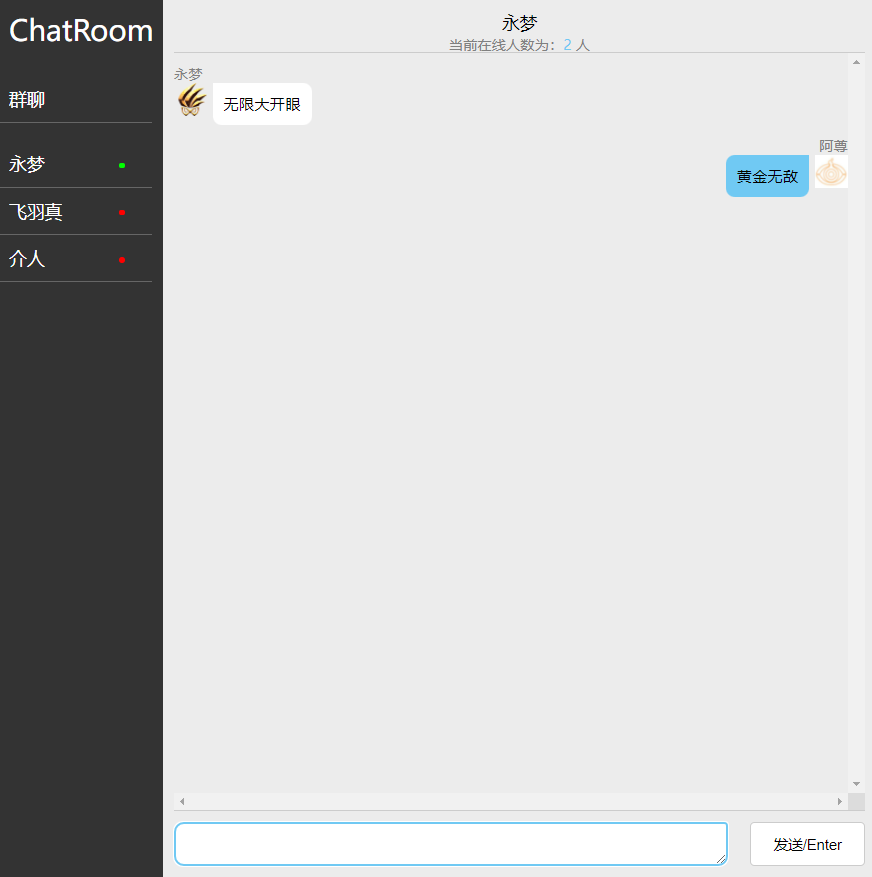 ChatRoom
群聊
永梦
飞羽真
介人
永梦
当前在线人数为：2 人
永梦
无限大开眼
阿尊
黄金无敌
发送/Enter